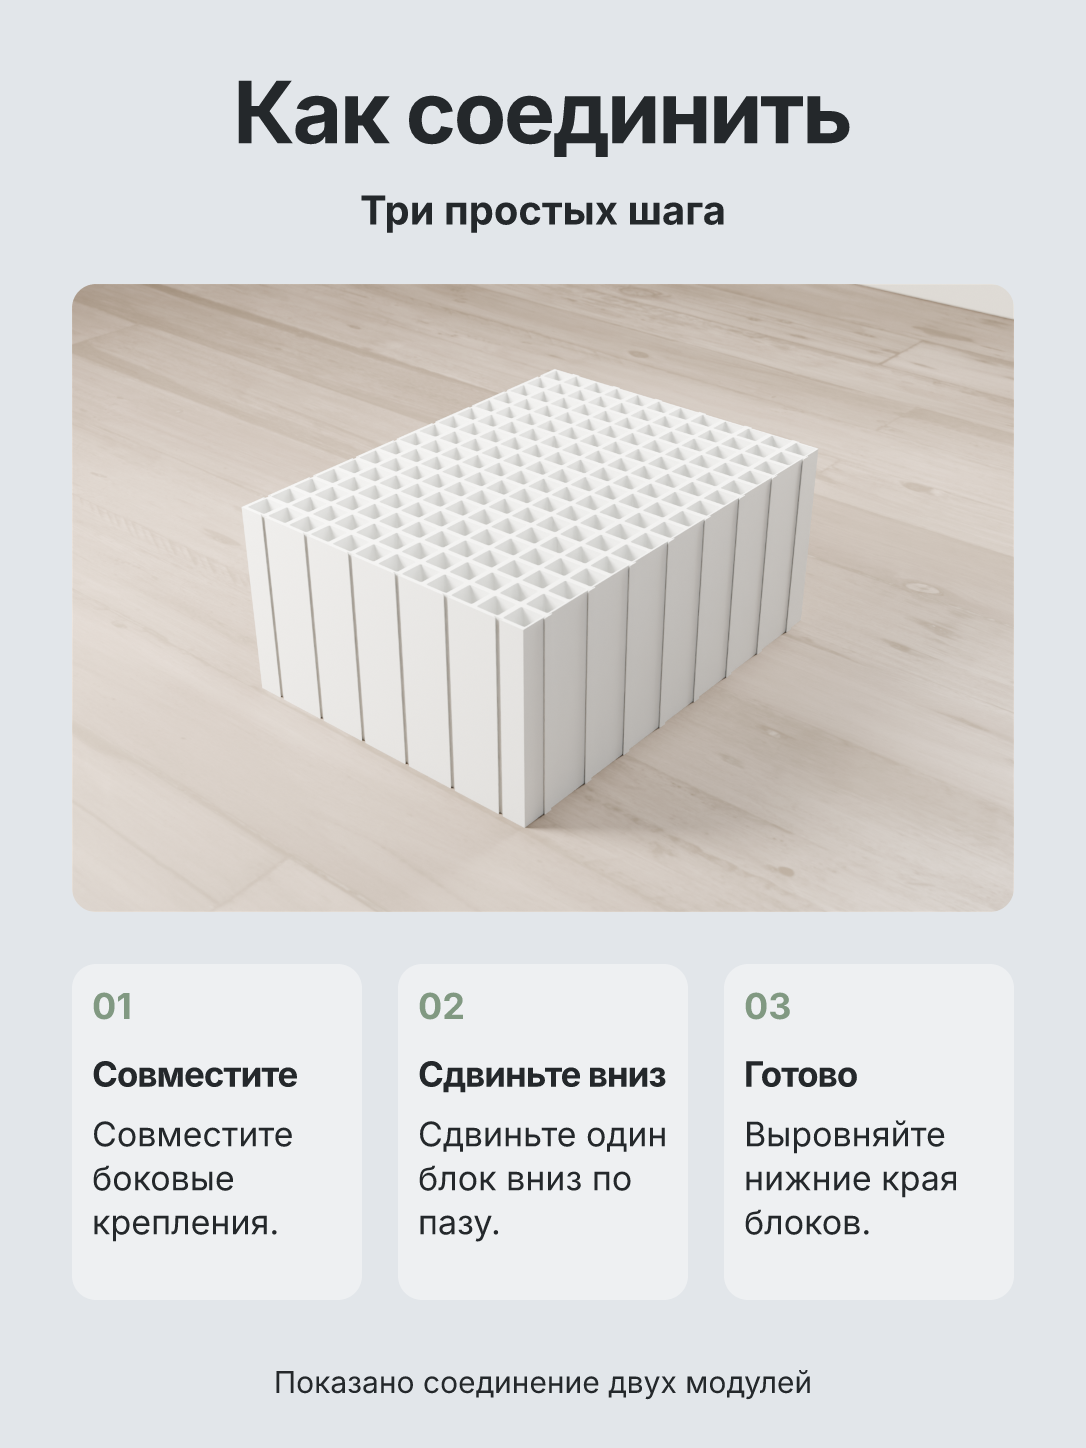 Как соединить
Три простых шага
01
Совместите
Совместите
боковые
крепления.
02
Сдвиньте вниз
Сдвиньте один
блок вниз по
пазу.
03
Готово
Выровняйте
нижние края
блоков.
Показано соединение двух модулей